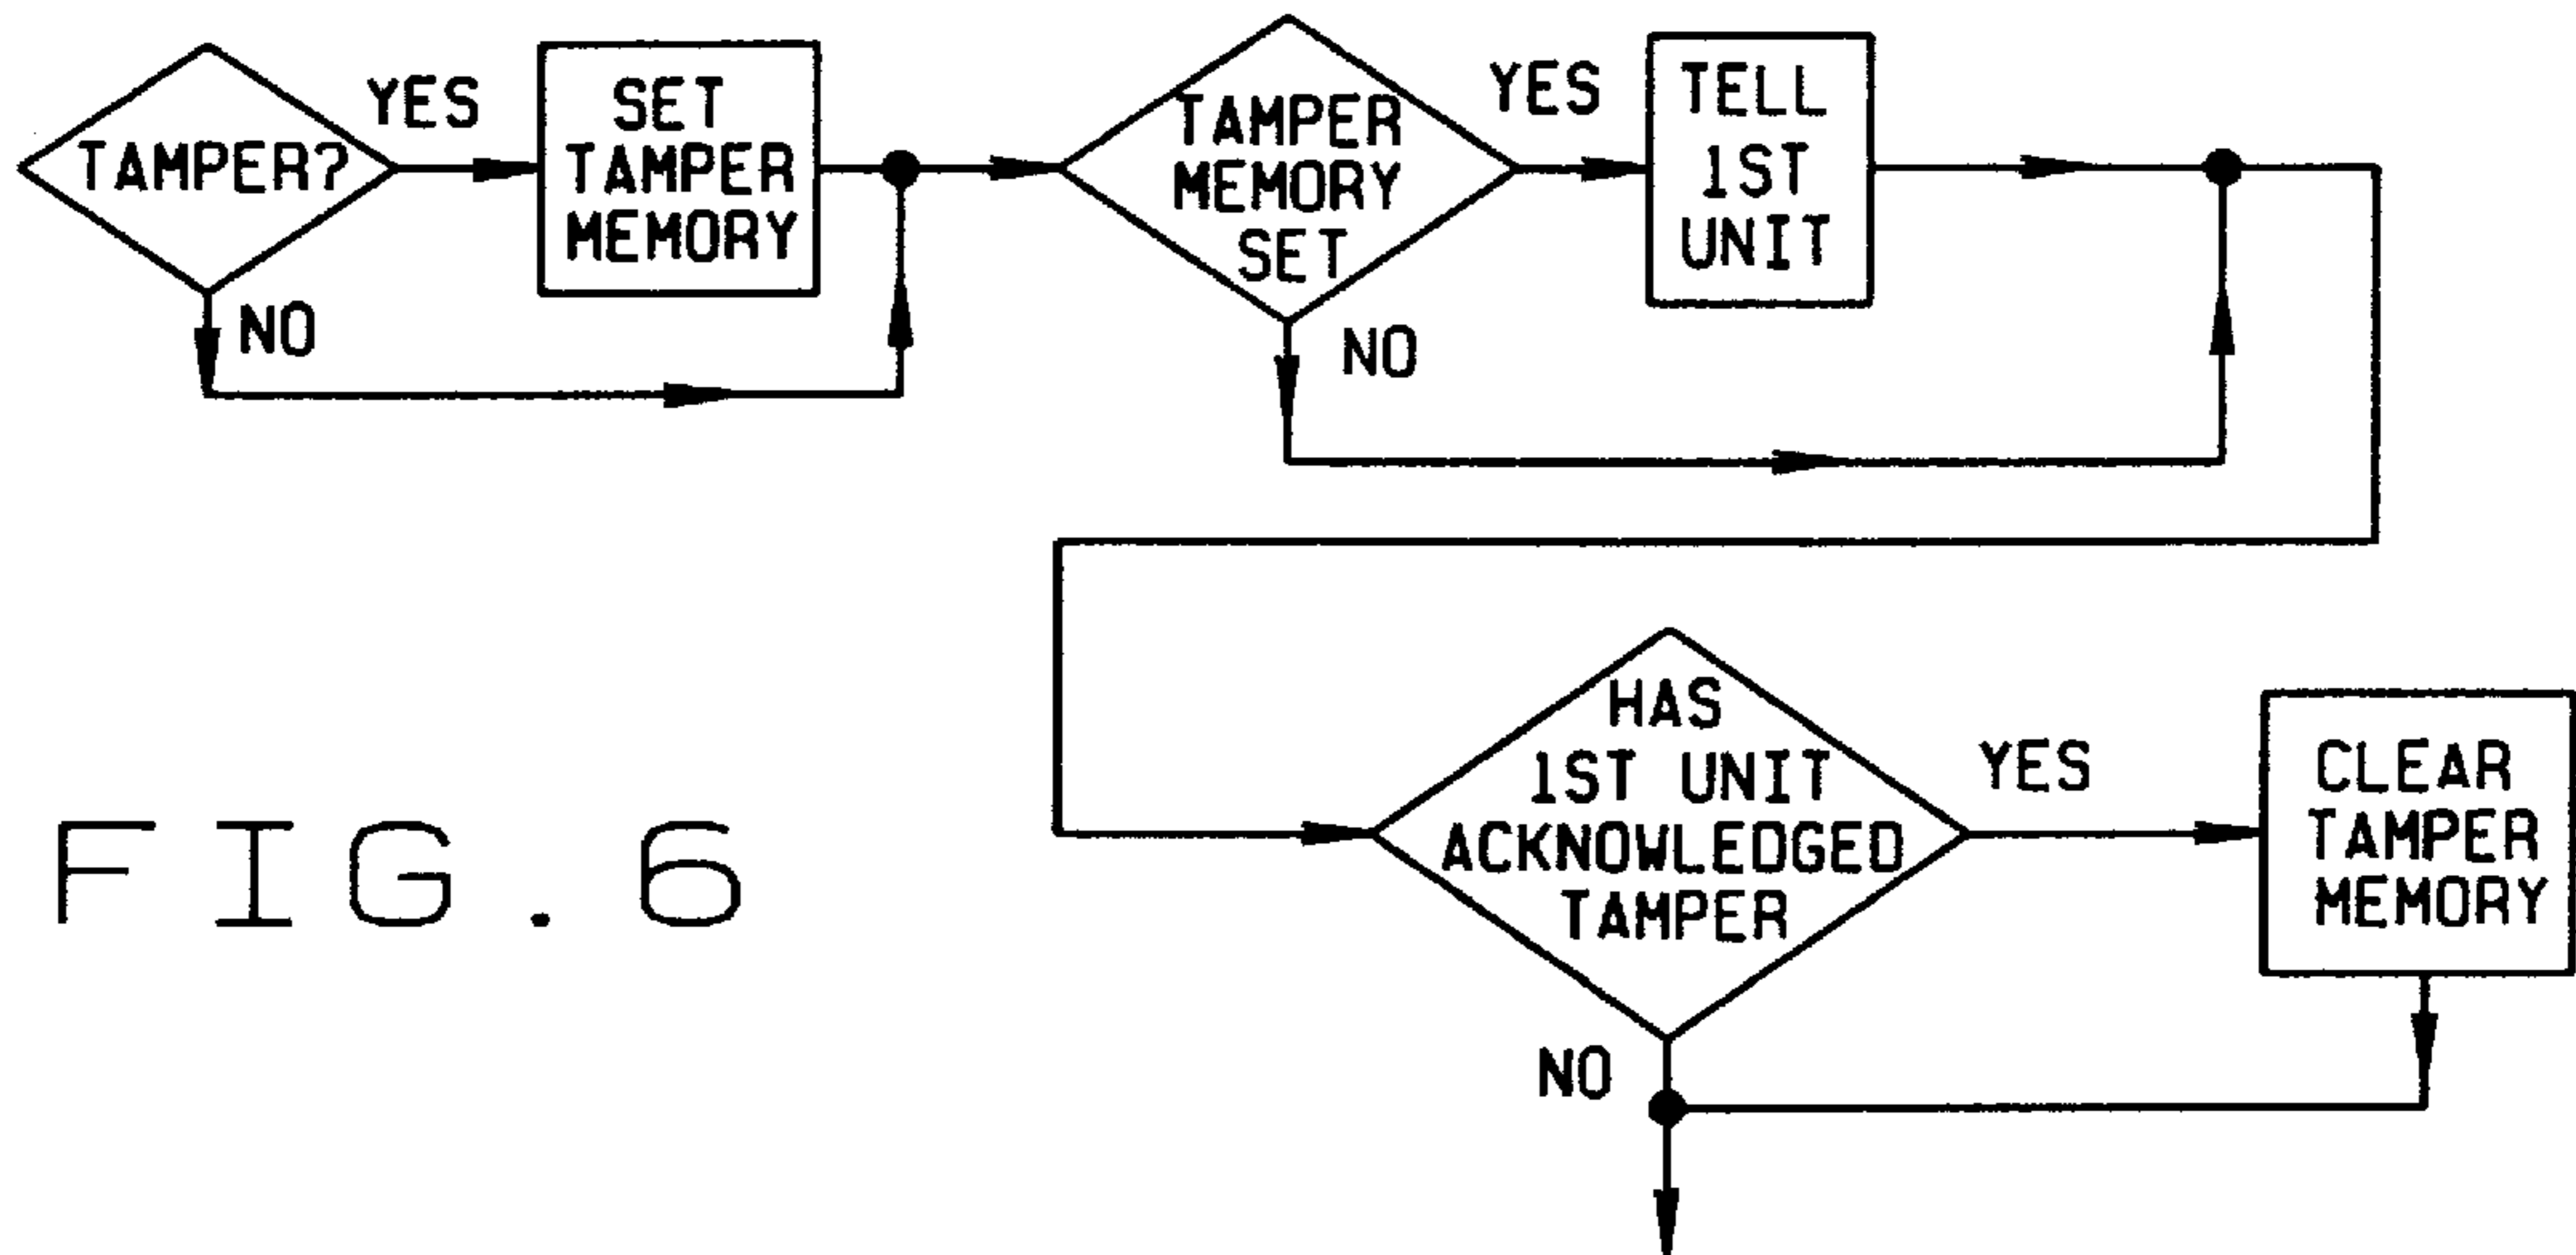 TAMPER?
YES
NO
SET
TAMPER
MEMORY
TAMPER
MEMORY
SET
YES
NO
TELL
1ST
UNIT
HAS
1ST UNIT
ACKNOWLEDGED
TAMPER
YES
NO
CLEAR
TAMPER
MEMORY
FIG.6